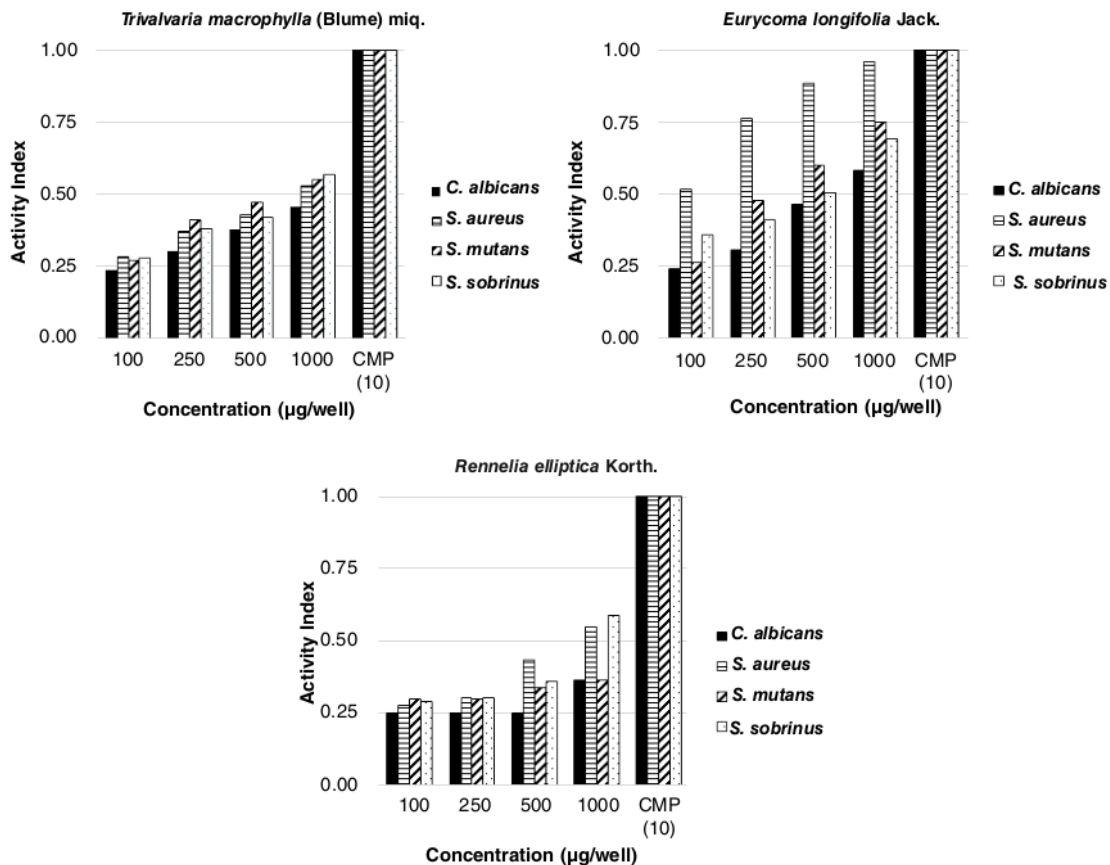 Trivalvaria macrophylla (Blume) miq.
1.00
0.75
0.50
0.25
0.00
Activity Index
100 250 500 1000 CMP
(10)
Concentration (µg/well)
C. albicans
S. aureus
S. mutans
S. sobrinus
Eurycoma longifolia Jack.
1.00
0.75
0.50
0.25
0.00
Activity Index
100 250 500 1000 CMP
(10)
Concentration (µg/well)
C. albicans
S. aureus
S. mutans
S. sobrinus
Rennelia elliptica Korth.
1.00
0.75
0.50
0.25
0.00
Activity Index
100 250 500 1000 CMP
(10)
Concentration (µg/well)
C. albicans
S. aureus
S. mutans
S. sobrinus